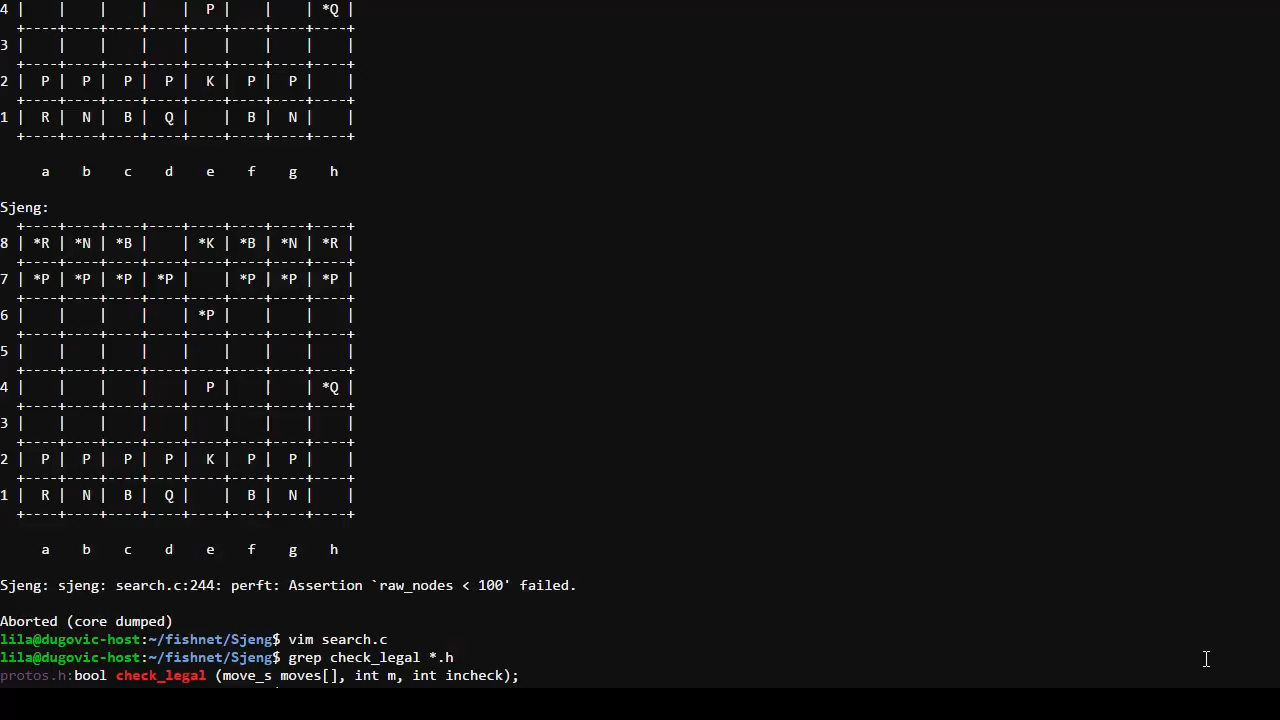 4 |    |    |    |    | P |    |    | *Q |
  +----+----+----+----+----+----+----+----+
3 |    |    |    |    |    |    |    |    |
  +----+----+----+----+----+----+----+----+
2 |  P |  P |  P |  P |  K |  P |  P |    |
  +----+----+----+----+----+----+----+----+
1 |  R |  N |  B |  Q |    |  B |  N |    |
  +----+----+----+----+----+----+----+----+
     a    b    c    d    e    f    g    h
Sjeng:
  +----+----+----+----+----+----+----+----+
8 | *R | *N | *B |    | *K | *B | *N | *R |
  +----+----+----+----+----+----+----+----+
7 | *P | *P | *P | *P |    | *P | *P | *P |
  +----+----+----+----+----+----+----+----+
6 |    |    |    |    | *P |    |    |    |
  +----+----+----+----+----+----+----+----+
5 |    |    |    |    |    |    |    |    |
  +----+----+----+----+----+----+----+----+
4 |    |    |    |    |  P |    |    | *Q |
  +----+----+----+----+----+----+----+----+
3 |    |    |    |    |    |    |    |    |
  +----+----+----+----+----+----+----+----+
2 |  P |  P |  P |  P |  K |  P |  P |    |
  +----+----+----+----+----+----+----+----+
1 |  R |  N |  B |  Q |    |  B |  N |    |
  +----+----+----+----+----+----+----+----+
     a    b    c    d    e    f    g    h
Sjeng: sjeng: search.c:244: perft: Assertion `raw_nodes < 100' failed.
Aborted (core dumped)
lila@dugovic-host:~/fishnet/Sjeng$ vim search.c
lila@dugovic-host:~/fishnet/Sjeng$ grep check_legal *.h
protos.h:bool check_legal (move_s moves[], int m, int incheck);